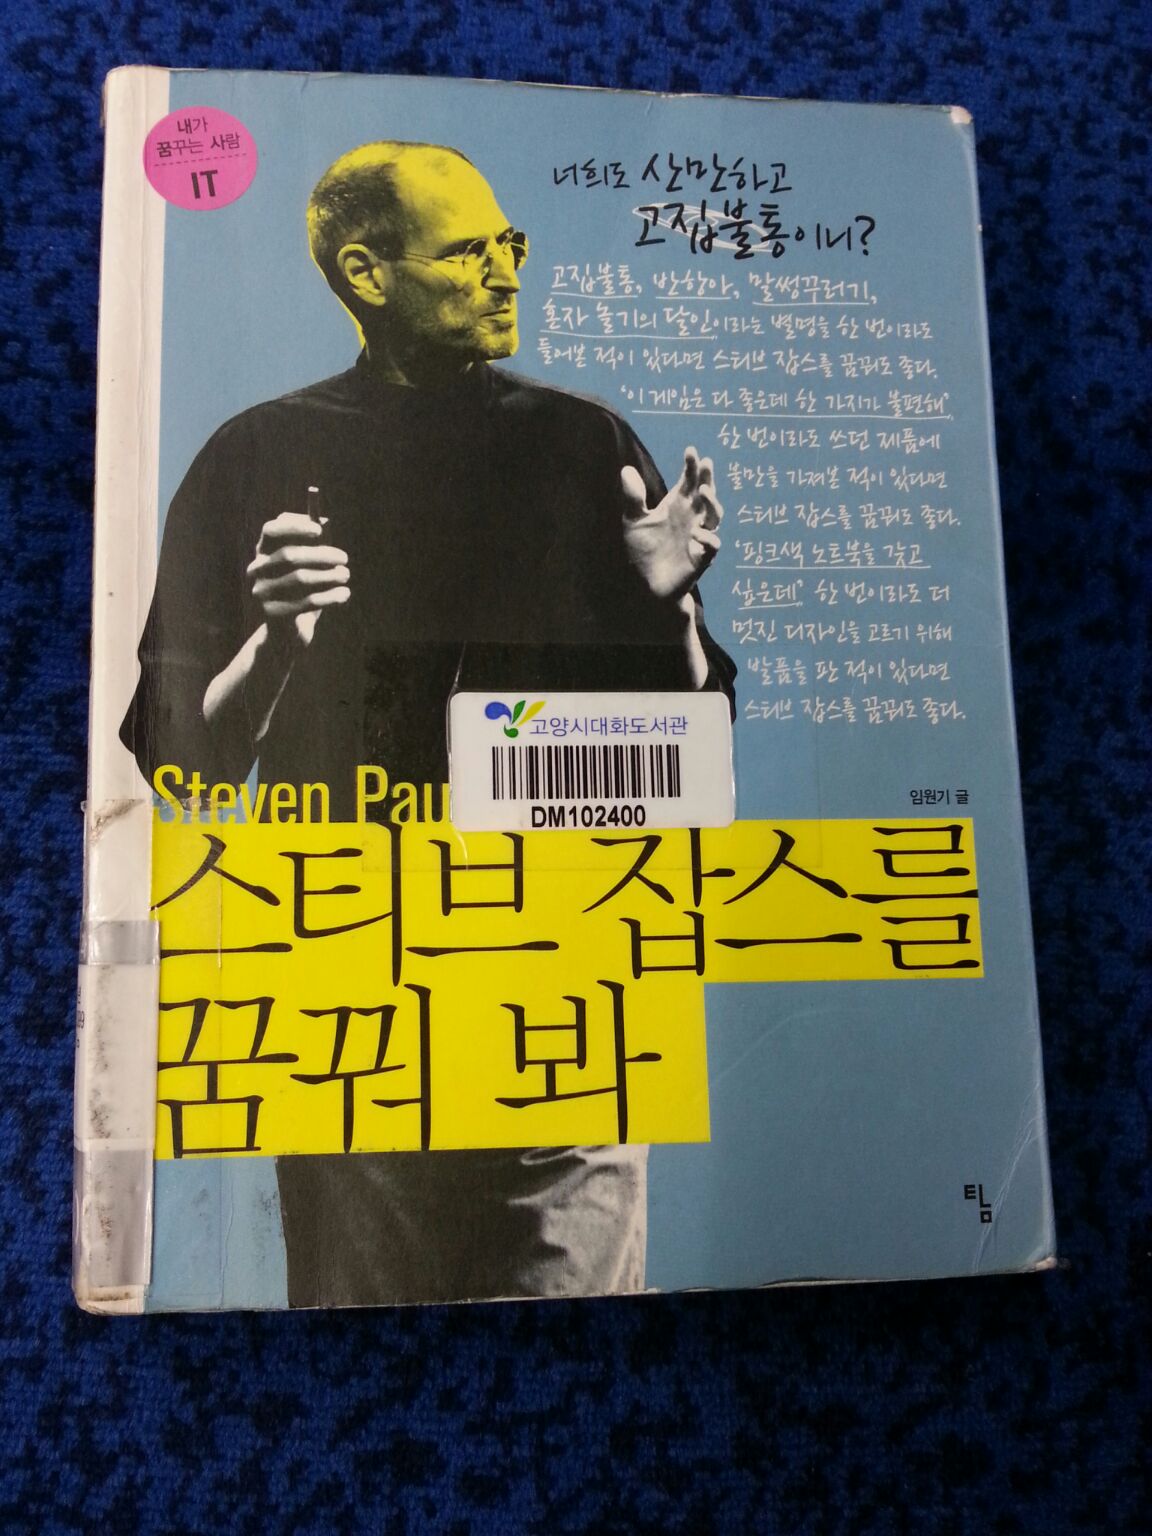 내가
꿈꾸는 사람
IT
너희도 산만하고
고집불통이니?
고집불통, 반항아, 말썽꾸러기,
혼자 놀기의 달인이라는 별명을 한 번이라도
들어본 적이 있다면 스티브 잡스를 꿈꿔도 좋다.
'이 게임은 다 좋은데 한 가지가 불편해'
한 번이라도 쓰던 제품에
불만을 가져본 적이 있다면
스티브 잡스를 꿈꿔도 좋다.
'핑크색 노트북을 갖고
싶은데' 한 번이라도 더
멋진 디자인을 고르기 위해
발품을 판 적이 있다면
스티브 잡스를 꿈꿔도 좋다.
고양시대화도서관
DM102400
Steven Pau
임원기 글
스티브 잡스를
꿈꿔 봐
탐